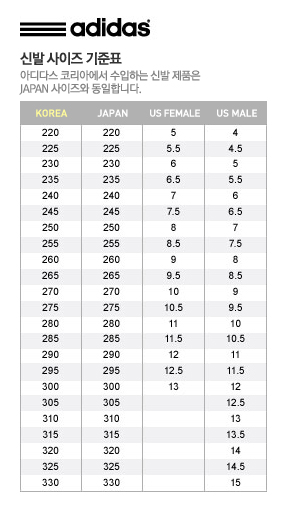 adidas
신발 사이즈 기준표
아디다스 코리아에서 수입하는 신발 제품은
JAPAN 사이즈와 동일합니다.
KOREA JAPAN US FEMALE US MALE
220 220 5 4
225 225 5.5 4.5
230 230 6 5
235 235 6.5 5.5
240 240 7 6
245 245 7.5 6.5
250 250 8 7
255 255 8.5 7.5
260 260 9 8
265 265 9.5 8.5
270 270 10 9
275 275 10.5 9.5
280 280 11 10
285 285 11.5 10.5
290 290 12 11
295 295 12.5 11.5
300 300 13 12
305 305 12.5
310 310 13
315 315 13.5
320 320 14
325 325 14.5
330 330 15